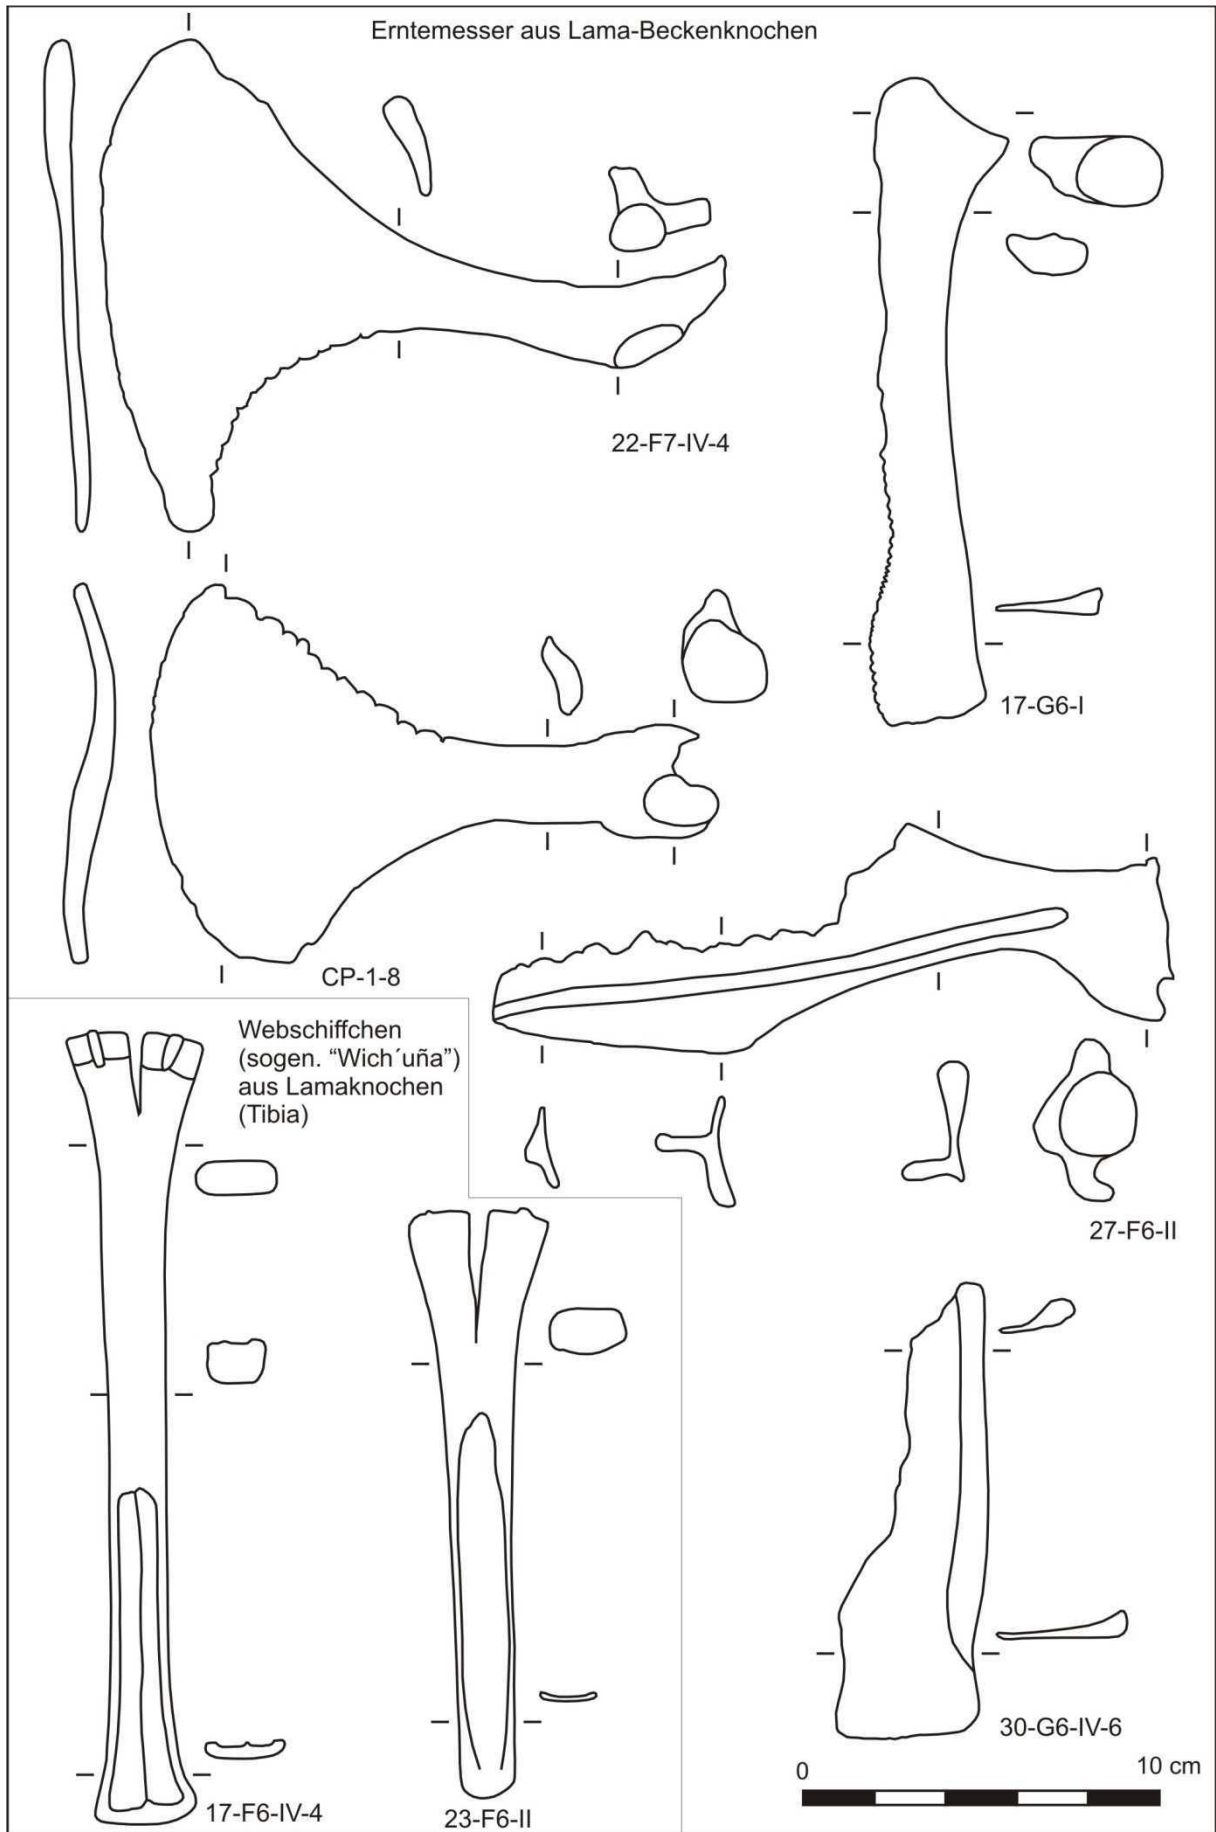 Erntemesser aus Lama-Beckenknochen
22-F7-IV-4
17-G6-I
CP-1-8
Webschiffchen
(sogen. “Wich´uña”)
aus Lamaknochen
(Tibia)
27-F6-II
30-G6-IV-6
0 10 cm
17-F6-IV-4
23-F6-II